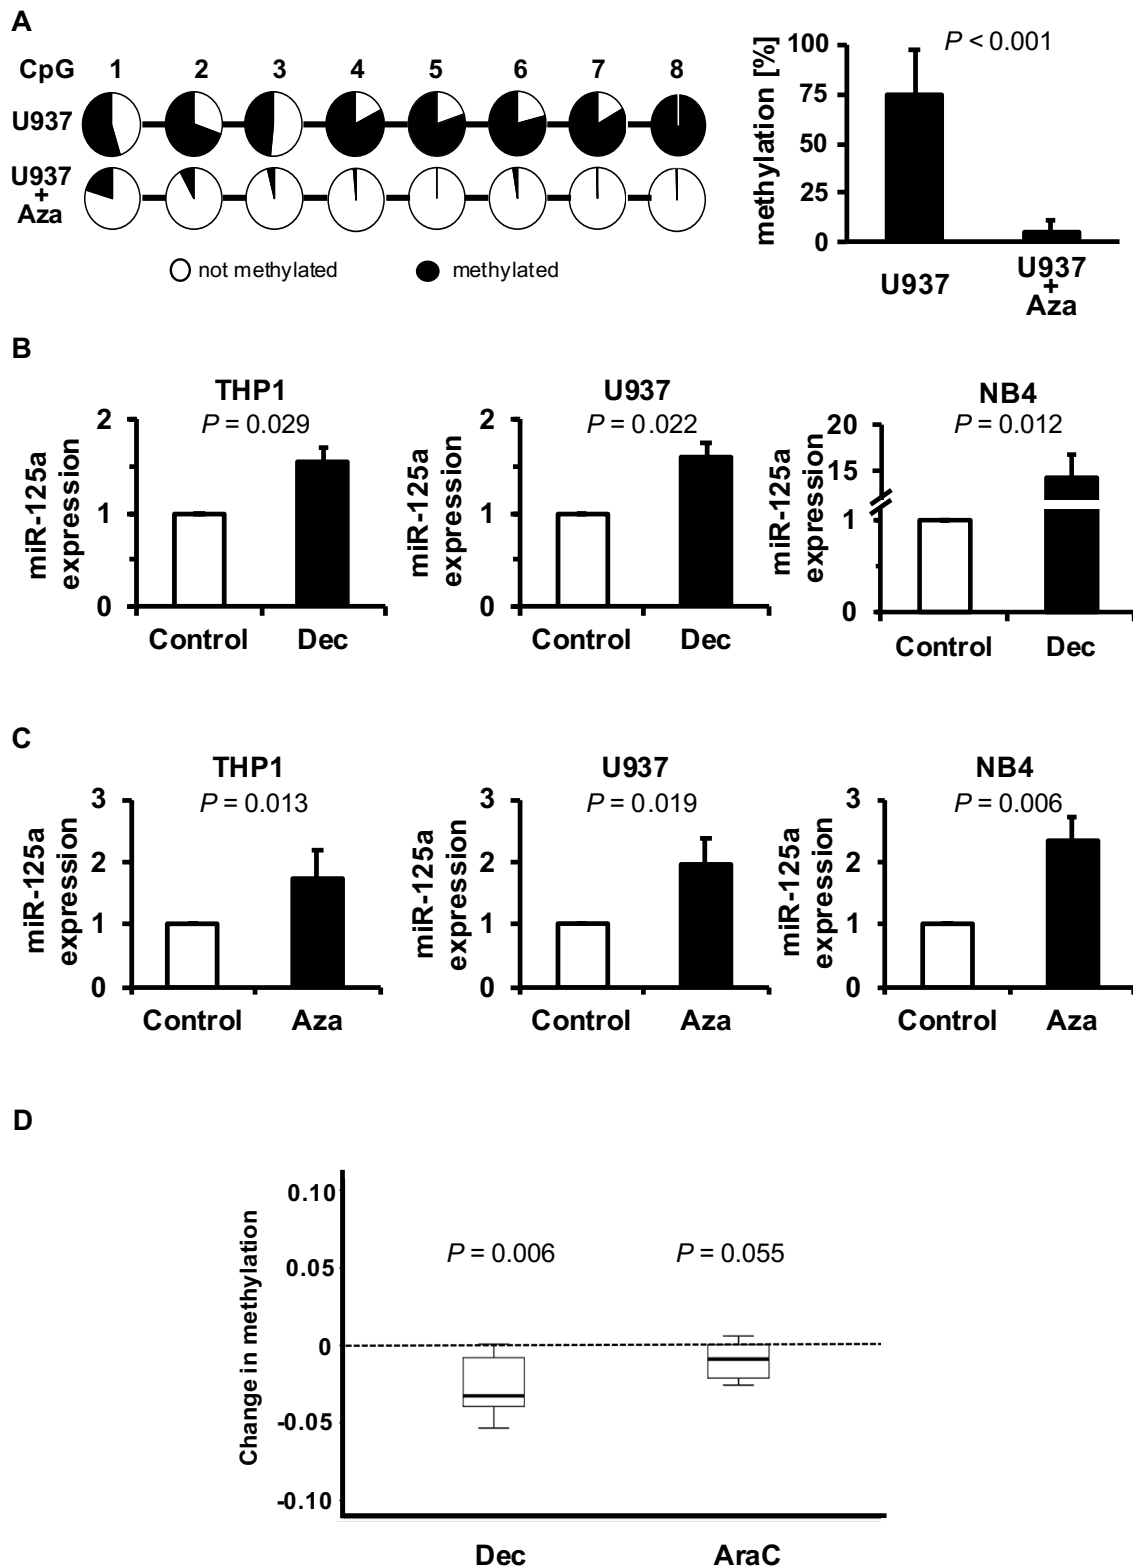 A
CpG 1 2 3 4 5 6 7 8
U937
U937
+
Aza
not methylated methylated
methylation [%]
100
75
50
25
0
P < 0.001
U937
U937
+
Aza
B
THP1
P = 0.029
miR-125a
expression
2
1
0
Control Dec
U937
P = 0.022
miR-125a
expression
2
1
0
Control Dec
NB4
P = 0.012
miR-125a
expression
20
15
1
0
Control Dec
C
THP1
P = 0.013
miR-125a
expression
3
2
1
0
Control Aza
U937
P = 0.019
miR-125a
expression
3
2
1
0
Control Aza
NB4
P = 0.006
miR-125a
expression
3
2
1
0
Control Aza
D
Change in methylation
0.10
0.05
0
-0.05
-0.10
P = 0.006 P = 0.055
Dec AraC